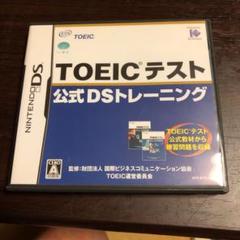 TOEIC
TOEIC®テスト
公式DSトレーニング
NINTENDO DS
TOEIC®テスト
公式教材から
練習問題を収録
A
監修:財団法人 国際ビジネスコミュニケーション協会
TOEIC運営委員会